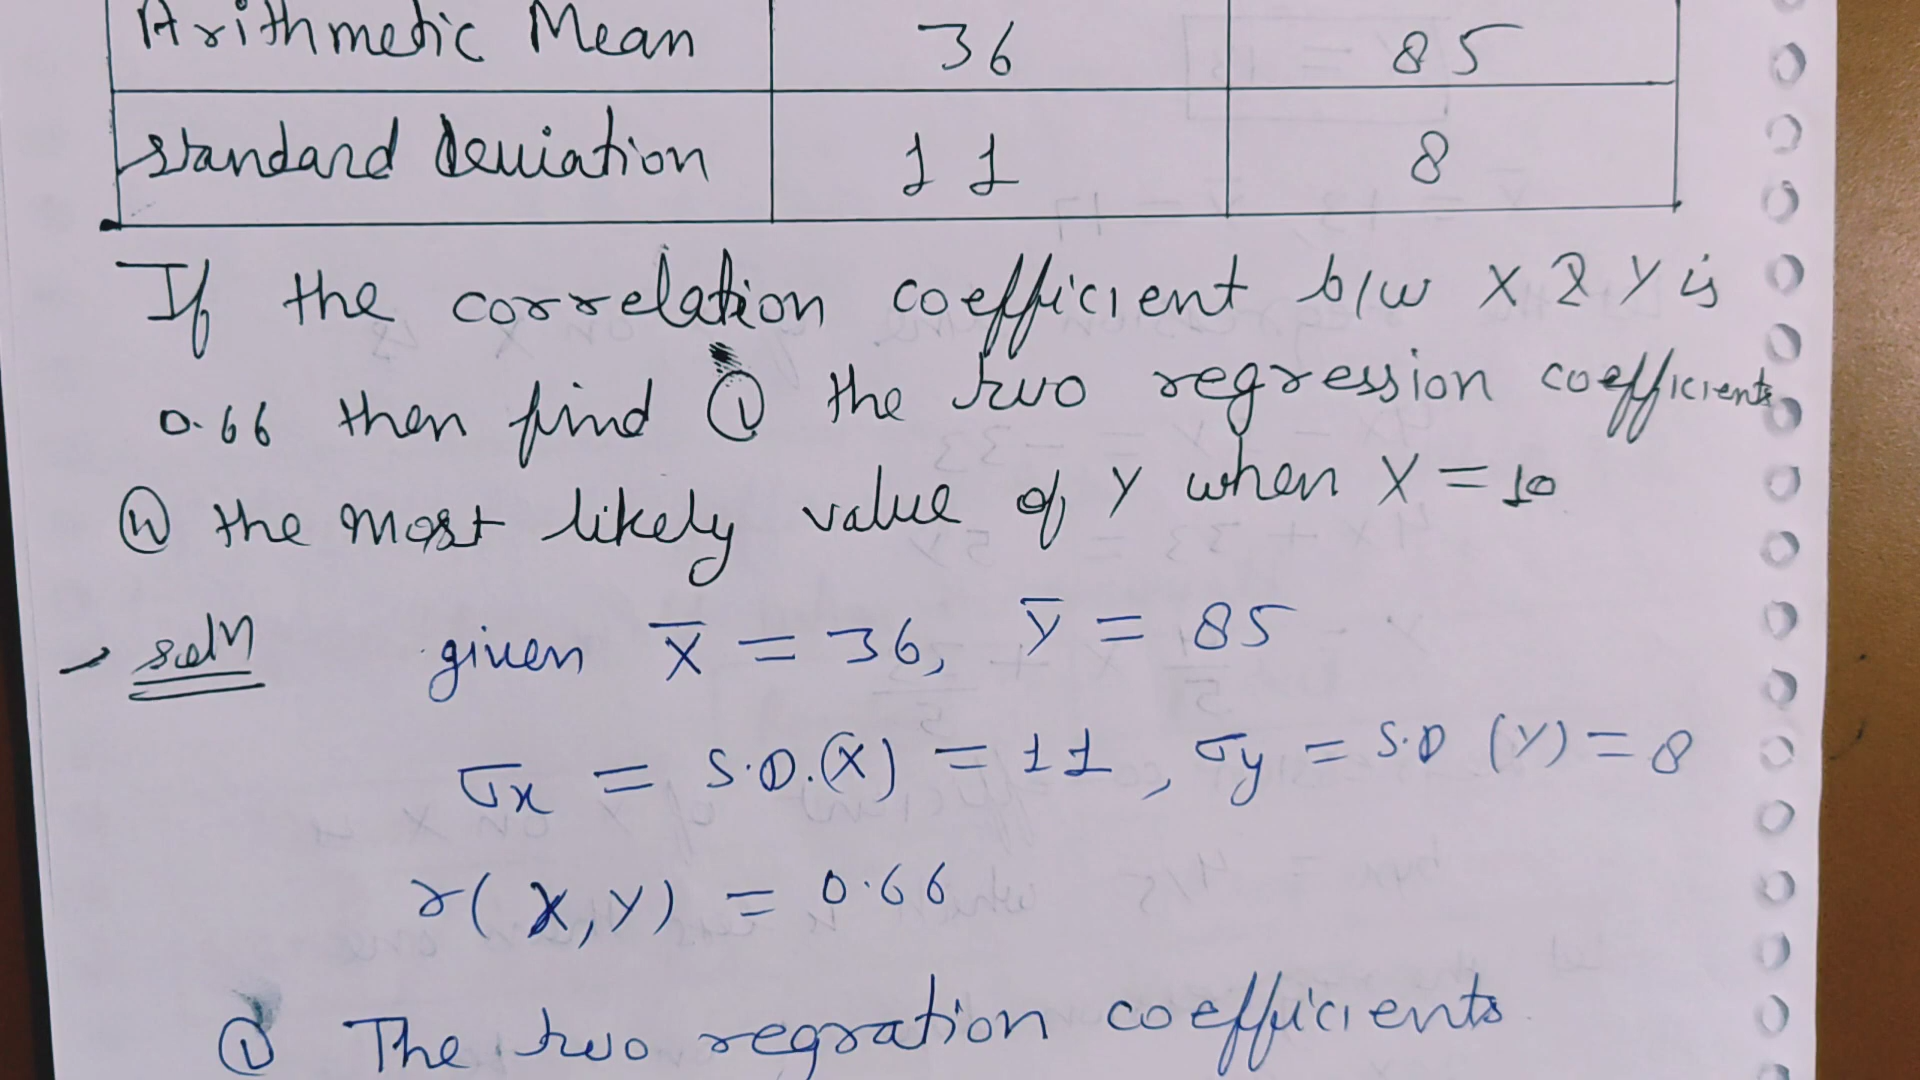 Arithmetic Mean 36 85
standard deviation 11 8
If the correlation coefficient b/w X & Y is
0.66 then find (i) the two regression coefficients
(ii) the most likely value of Y when X = 10
soln given X̅ = 36, Y̅ = 85
σx = S.D.(X) = 11, σy = S.D (Y) = 8
r(X,Y) = 0.66
(i) The two regration coefficients